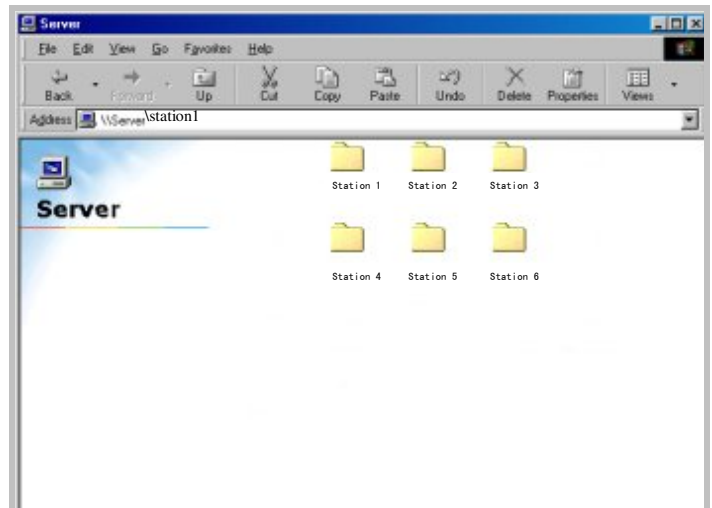 Server
File Edit View Go Favorites Help
Back Forward Up Cut Copy Paste Undo Delete Properties Views
Address \\Server\station1
Server
Station 1 Station 2 Station 3
Station 4 Station 5 Station 6